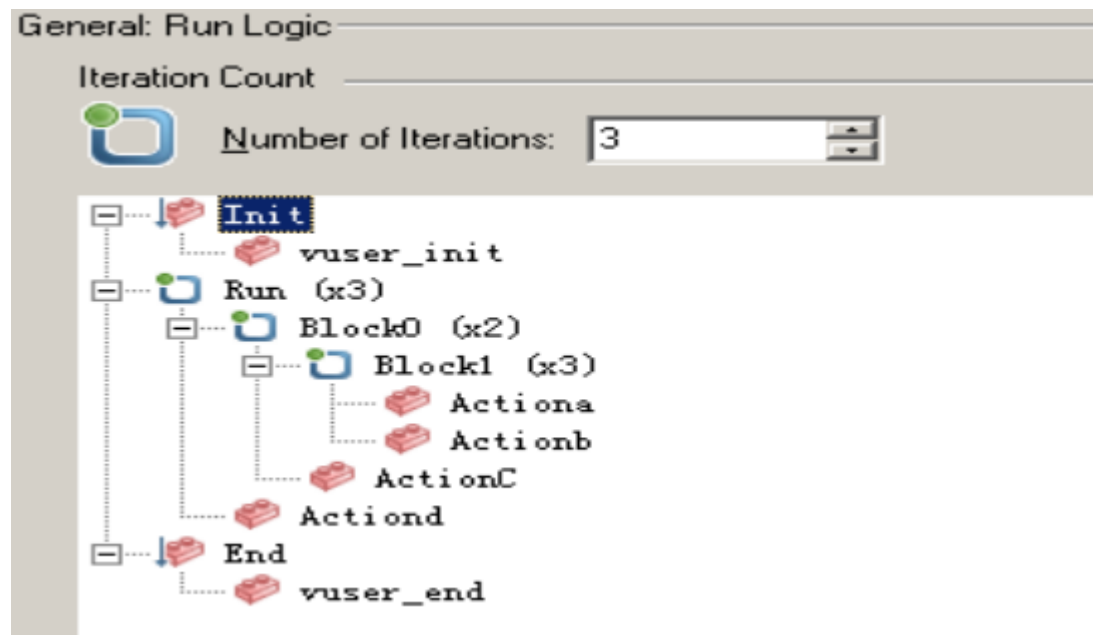 General: Run Logic
Iteration Count
Number of Iterations: 3
Init
vuser_init
Run (x3)
Block0 (x2)
Block1 (x3)
Actiona
Actionb
ActionC
Actiond
End
vuser_end